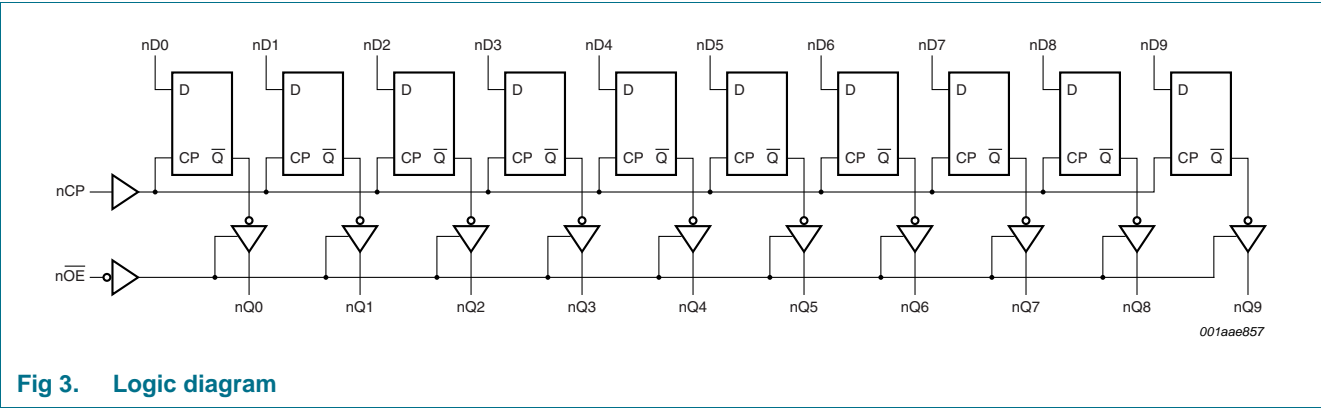 nD0 nD1 nD2 nD3 nD4 nD5 nD6 nD7 nD8 nD9
D D D D D D D D D D
CP Q̅ CP Q̅ CP Q̅ CP Q̅ CP Q̅ CP Q̅ CP Q̅ CP Q̅ CP Q̅ CP Q̅
nCP
nO̅E̅
nQ0 nQ1 nQ2 nQ3 nQ4 nQ5 nQ6 nQ7 nQ8 nQ9
001aae857
Fig 3. Logic diagram